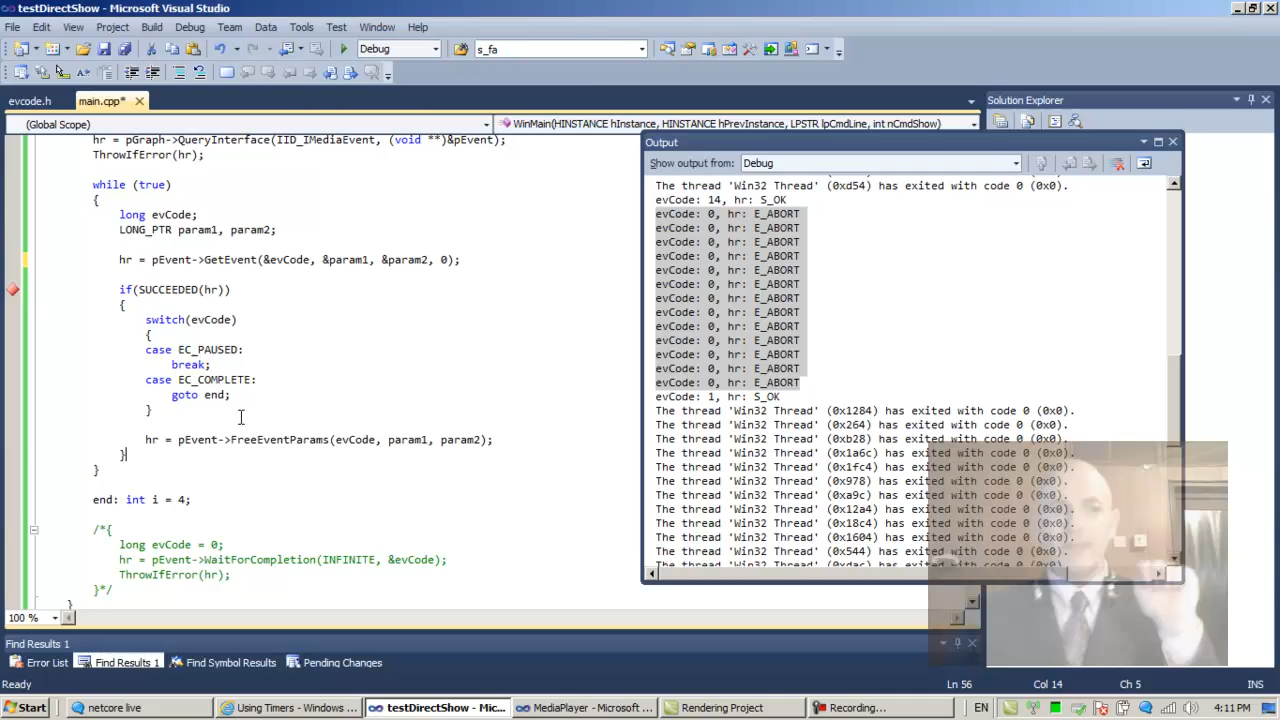 testDirectShow - Microsoft Visual Studio
File Edit View Project Build Debug Team Data Tools Test Window Help
Debug s_fa
evcode.h main.cpp*
Solution Explorer
(Global Scope) WinMain(HINSTANCE hInstance, HINSTANCE hPrevInstance, LPSTR lpCmdLine, int nCmdShow)
hr = pGraph->QueryInterface(IID_IMediaEvent, (void **)&pEvent);
ThrowIfError(hr);
while (true)
{
long evCode;
LONG_PTR param1, param2;
hr = pEvent->GetEvent(&evCode, &param1, &param2, 0);
if(SUCCEEDED(hr))
{
switch(evCode)
{
case EC_PAUSED:
break;
case EC_COMPLETE:
goto end;
}
hr = pEvent->FreeEventParams(evCode, param1, param2);
}
}
end: int i = 4;
/*{
long evCode = 0;
hr = pEvent->WaitForCompletion(INFINITE, &evCode);
ThrowIfError(hr);
}*/
}
100 %
Output
Show output from: Debug
The thread 'Win32 Thread' (0xd54) has exited with code 0 (0x0).
evCode: 14, hr: S_OK
evCode: 0, hr: E_ABORT
evCode: 0, hr: E_ABORT
evCode: 0, hr: E_ABORT
evCode: 0, hr: E_ABORT
evCode: 0, hr: E_ABORT
evCode: 0, hr: E_ABORT
evCode: 0, hr: E_ABORT
evCode: 0, hr: E_ABORT
evCode: 0, hr: E_ABORT
evCode: 0, hr: E_ABORT
evCode: 0, hr: E_ABORT
evCode: 0, hr: E_ABORT
evCode: 0, hr: E_ABORT
evCode: 1, hr: S_OK
The thread 'Win32 Thread' (0x1284) has exited with code 0 (0x0).
The thread 'Win32 Thread' (0x264) has exited with code 0 (0x0).
The thread 'Win32 Thread' (0xb28) has exited with code 0 (0x0).
The thread 'Win32 Thread' (0x1a6c) has exited with code 0 (0x0).
The thread 'Win32 Thread' (0x1fc4) has exited with code 0 (0x0).
The thread 'Win32 Thread' (0x978) has exited with code 0 (0x0).
The thread 'Win32 Thread' (0xa9c) has exited with code 0 (0x0).
The thread 'Win32 Thread' (0x12a4) has exited with code 0 (0x0).
The thread 'Win32 Thread' (0x18c4) has exited with code 0 (0x0).
The thread 'Win32 Thread' (0x1604) has exited with code 0 (0x0).
The thread 'Win32 Thread' (0x544) has exited with code 0 (0x0).
The thread 'Win32 Thread' (0xdac) has exited with code 0 (0x0).
Find Results 1
Error List Find Results 1 Find Symbol Results Pending Changes
Ready Ln 56 Col 14 Ch 5 INS
Start netcore live Using Timers - Windows ... testDirectShow - Mic... MediaPlayer - Microsoft ... Rendering Project Recording... EN 4:11 PM